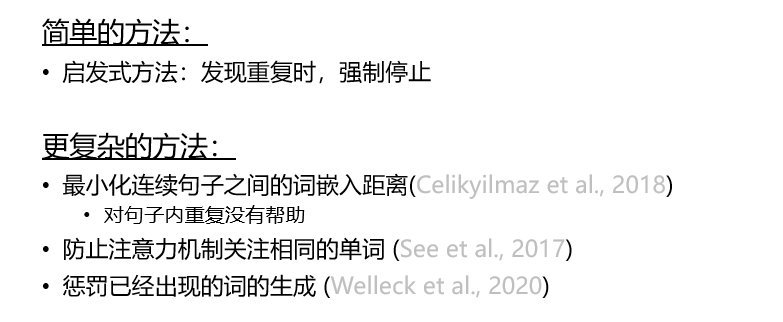 简单的方法：
• 启发式方法：发现重复时，强制停止
更复杂的方法：
• 最小化连续句子之间的词嵌入距离(Celikyilmaz et al., 2018)
• 对句子内重复没有帮助
• 防止注意力机制关注相同的单词 (See et al., 2017)
• 惩罚已经出现的词的生成 (Welleck et al., 2020)